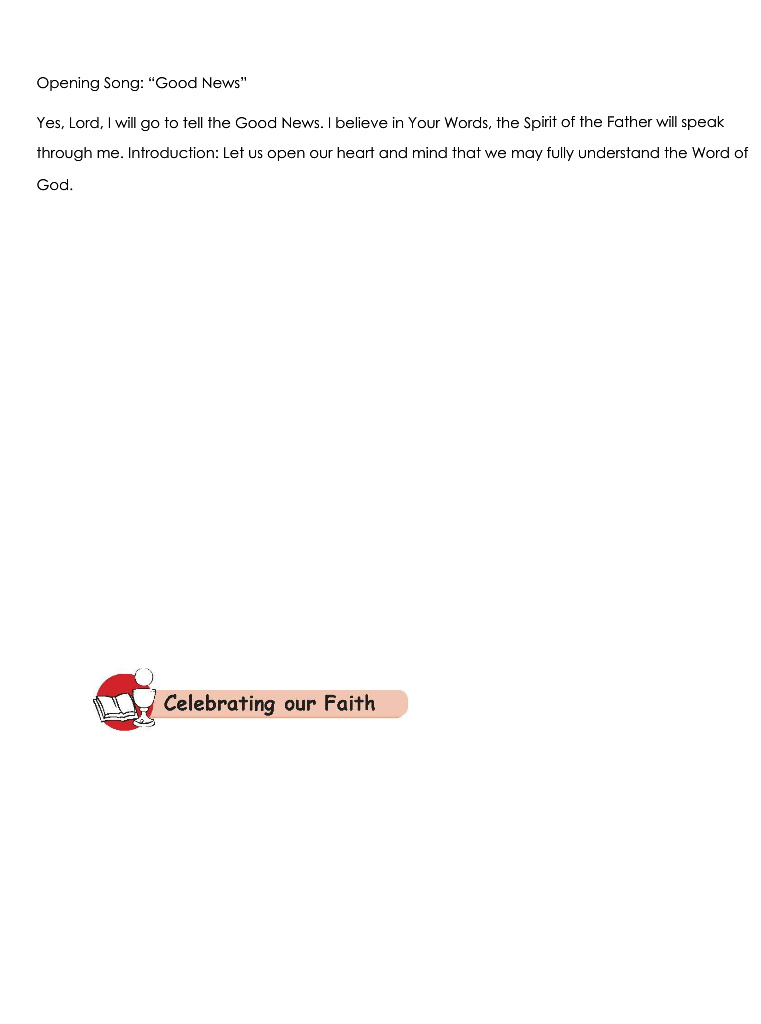 Opening Song: “Good News”
Yes, Lord, I will go to tell the Good News. I believe in Your Words, the Spirit of the Father will speak
through me. Introduction: Let us open our heart and mind that we may fully understand the Word of
God.
Celebrating our Faith